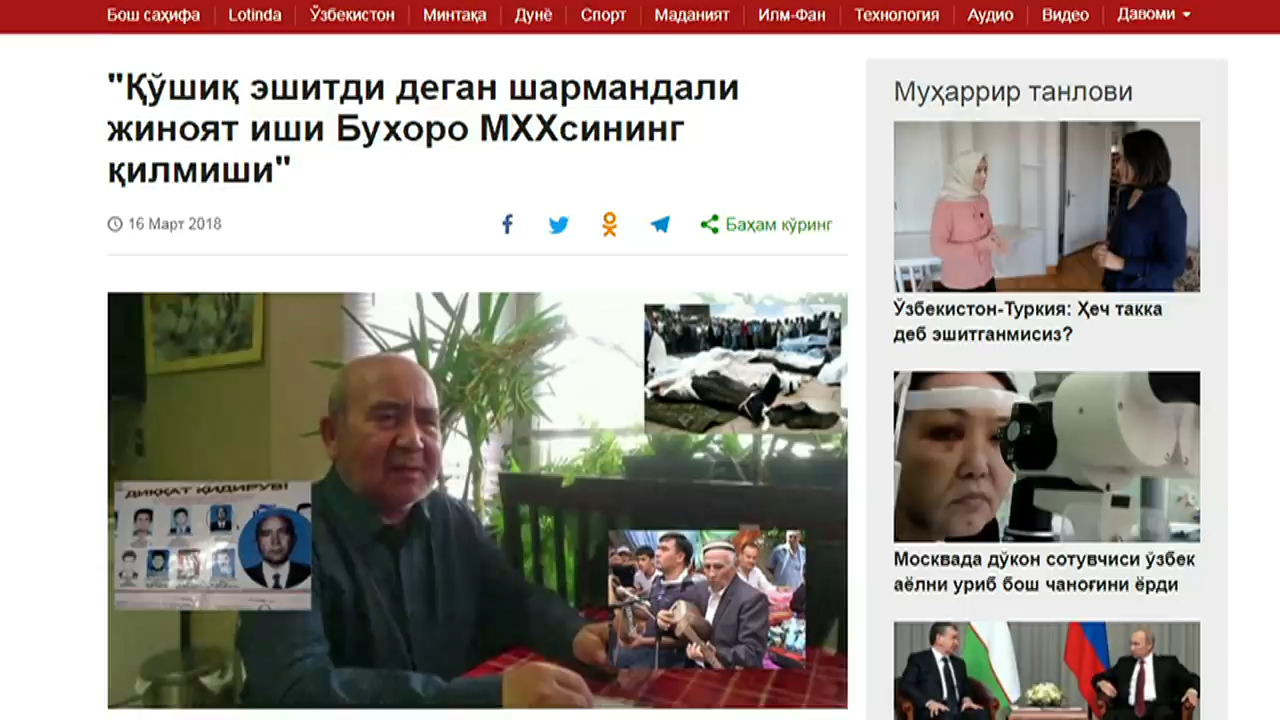 Бош саҳифа Lotinda Ўзбекистон Минтақа Дунё Спорт Маданият Илм-Фан Технология Аудио Видео Давоми
"Қўшиқ эшитди деган шармандали
жиноят иши Бухоро МХХсининг
қилмиши"
16 Март 2018
Баҳам кўринг
ДИҚҚАТ ҚИДИРУВ!
Муҳаррир танлови
Ўзбекистон-Туркия: Ҳеч такка
деб эшитганмисиз?
Москвада дўкон сотувчиси ўзбек
аёлни уриб бош чаноғини ёрди